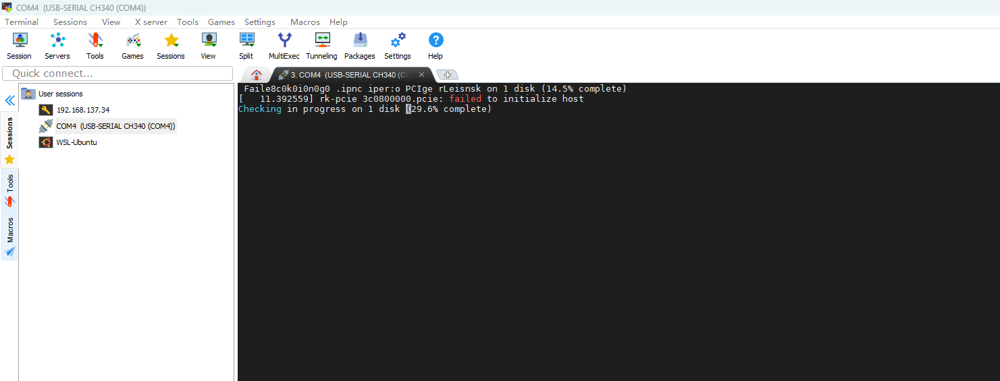 COM4  (USB-SERIAL CH340 (COM4))
Terminal Sessions View X server Tools Games Settings Macros Help
Session Servers Tools Games Sessions View Split MultiExec Tunneling Packages Settings Help
Quick connect...
3. COM4  (USB-SERIAL CH340 (CO
User sessions
192.168.137.34
COM4  (USB-SERIAL CH340 (COM4))
WSL-Ubuntu
Sessions
Tools
Macros
Faile8c0k0i0n0g0 .ipnc iper:o PCIge rLeisnsk on 1 disk (14.5% complete)
[   11.392559] rk-pcie 3c0800000.pcie: failed to initialize host
Checking in progress on 1 disk (29.6% complete)